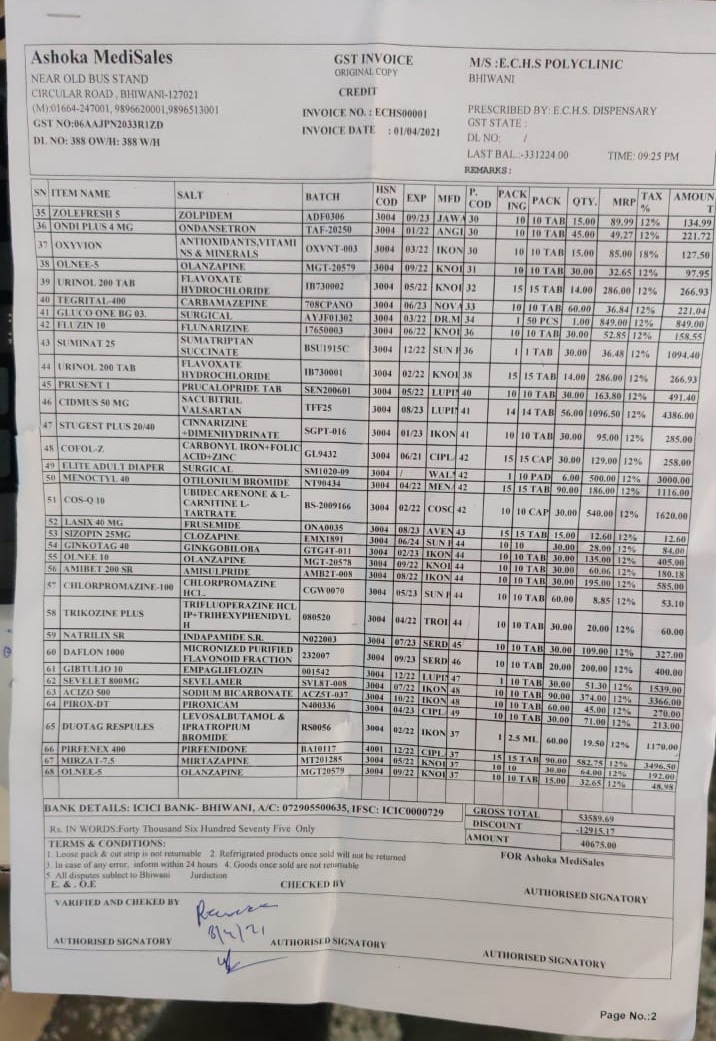 Ashoka MediSales
NEAR OLD BUS STAND
CIRCULAR ROAD , BHIWANI-127021
(M):01664-247001, 9896620001,9896513001
GST NO:06AAJPN2033R1ZD
DL NO: 388 OW/H: 388 W/H
GST INVOICE
ORIGINAL COPY
CREDIT
INVOICE NO. : ECHS00001
INVOICE DATE : 01/04/2021
M/S :E.C.H.S POLYCLINIC
BHIWANI
PRESCRIBED BY: E.C.H.S. DISPENSARY
GST STATE :
DL NO: /
LAST BAL.:-331224.00 TIME: 09:25 PM
REMARKS :
SN ITEM NAME SALT BATCH HSN COD EXP MFD P. COD PACK ING PACK QTY. MRP TAX % AMOUNT
35 ZOLEFRESH 5 ZOLPIDEM ADF0306 3004 09/23 JAWA 30 10 10 TAB 15.00 89.99 12% 134.99
36 ONDI PLUS 4 MG ONDANSETRON TAF-20250 3004 01/22 ANGI 30 10 10 TAB 45.00 49.27 12% 221.72
37 OXYVION ANTIOXIDANTS,VITAMI NS & MINERALS OXVNT-003 3004 03/22 IKON 30 10 10 TAB 15.00 85.00 18% 127.50
38 OLNEE-5 OLANZAPINE MGT-20579 3004 09/22 KNOI 31 10 10 TAB 30.00 32.65 12% 97.95
39 URINOL 200 TAB FLAVOXATE HYDROCHLORIDE IB730002 3004 05/22 KNOI 32 15 15 TAB 14.00 286.00 12% 266.93
40 TEGRITAL-400 CARBAMAZEPINE 708CPANO 3004 06/23 NOVA 33 10 10 TAB 60.00 36.84 12% 221.04
41 GLUCO ONE BG 03. SURGICAL AYJF01302 3004 03/22 DR.M 34 1 50 PCS 1.00 849.00 12% 849.00
42 FLUZIN 10 FLUNARIZINE 17650003 3004 06/22 KNOI 36 10 10 TAB 30.00 52.85 12% 158.55
43 SUMINAT 25 SUMATRIPTAN SUCCINATE BSU1915C 3004 12/22 SUN F 36 1 1 TAB 30.00 36.48 12% 1094.40
44 URINOL 200 TAB FLAVOXATE HYDROCHLORIDE IB730001 3004 02/22 KNOI 38 15 15 TAB 14.00 286.00 12% 266.93
45 PRUSENT 1 PRUCALOPRIDE TAB SEN200601 3004 05/22 LUPI 40 10 10 TAB 30.00 163.80 12% 491.40
46 CIDMUS 50 MG SACUBITRIL VALSARTAN TFF25 3004 08/23 LUPI 41 14 14 TAB 56.00 1096.50 12% 4386.00
47 STUGEST PLUS 20/40 CINNARIZINE +DIMENHYDRINATE SGPT-016 3004 01/23 IKON 41 10 10 TAB 30.00 95.00 12% 285.00
48 COFOL-Z CARBONYL IRON+FOLIC ACID+ZINC GL9432 3004 06/21 CIPL 42 15 15 CAP 30.00 129.00 12% 258.00
49 ELITE ADULT DIAPER SURGICAL SM1020-09 3004 / WAL 42 1 10 PAD 6.00 500.00 12% 3000.00
50 MENOCTYL 40 OTILONIUM BROMIDE NT90434 3004 04/22 MEN 42 15 15 TAB 90.00 186.00 12% 1116.00
51 COS-Q 10 UBIDECARENONE & L-CARNITINE L-TARTRATE BS-2009166 3004 02/22 COSC 42 10 10 CAP 30.00 540.00 12% 1620.00
52 LASIX 40 MG FRUSEMIDE ONA0035 3004 08/23 AVEN 43 15 15 TAB 15.00 12.60 12% 12.60
53 SIZOPIN 25MG CLOZAPINE EMX1891 3004 06/24 SUN F 44 10 10 30.00 28.00 12% 84.00
54 GINKOTAG 40 GINKGOBILOBA GTG4T-011 3004 02/23 IKON 44 10 10 TAB 30.00 135.00 12% 405.00
55 OLNEE 10 OLANZAPINE MGT-20578 3004 09/22 KNOI 44 10 10 TAB 30.00 60.06 12% 180.18
56 AMIBET 200 SR AMISULPRIDE AMB2T-008 3004 08/22 IKON 44 10 10 TAB 30.00 195.00 12% 585.00
57 CHLORPROMAZINE-100 CHLORPROMAZINE HCL. CGW0070 3004 05/23 SUN F 44 10 10 TAB 60.00 8.85 12% 53.10
58 TRIKOZINE PLUS TRIFLUOPERAZINE HCL IP+TRIHEXYPHENIDYL H 080520 3004 04/22 TROI 44 10 10 TAB 30.00 20.00 12% 60.00
59 NATRILIX SR INDAPAMIDE S.R. N022003 3004 07/23 SERD 45 10 10 TAB 30.00 109.00 12% 327.00
60 DAFLON 1000 MICRONIZED PURIFIED FLAVONOID FRACTION 232007 3004 09/23 SERD 46 10 10 TAB 20.00 200.00 12% 400.00
61 GIBTULIO 10 EMPAGLIFLOZIN 001542 3004 12/22 LUPI 47 1 10 TAB 30.00 51.30 12% 1539.00
62 SEVELET 800MG SEVELAMER SVL8T-008 3004 07/22 IKON 48 10 10 TAB 90.00 374.00 12% 3366.00
63 ACIZO 500 SODIUM BICARBONATE ACZ5T-037 3004 10/22 IKON 48 10 10 TAB 60.00 45.00 12% 270.00
64 PIROX-DT PIROXICAM N400336 3004 04/23 CIPL 49 10 10 TAB 30.00 71.00 12% 213.00
65 DUOTAG RESPULES LEVOSALBUTAMOL & IPRATROPIUM BROMIDE RS0056 3004 02/22 IKON 37 1 2.5 ML 60.00 19.50 12% 1170.00
66 PIRFENEX 400 PIRFENIDONE BA10117 4001 12/22 CIPL 37 15 15 TAB 90.00 582.75 12% 3496.50
67 MIRZAT-7.5 MIRTAZAPINE MT201285 3004 05/22 KNOI 37 10 10 30.00 64.00 12% 192.00
68 OLNEE-5 OLANZAPINE MGT20579 3004 09/22 KNOI 37 10 10 TAB 15.00 32.65 12% 48.98
BANK DETAILS: ICICI BANK- BHIWANI, A/C: 072905500635, IFSC: ICIC0000729
GROSS TOTAL 53589.69
Rs. IN WORDS:Forty Thousand Six Hundred Seventy Five Only
DISCOUNT -12915.17
AMOUNT 40675.00
TERMS & CONDITIONS:
1. Loose pack & cut strip is not returnable 2. Refrigrated products once sold will not be returned
3. In case of any error, inform within 24 hours 4. Goods once sold are not returnable
5 All disputes subject to Bhiwani Jurdiction
E. & . O.E
CHECKED BY
FOR Ashoka MediSales
AUTHORISED SIGNATORY
VARIFIED AND CHEKED BY
8/4/21
AUTHORISED SIGNATORY
AUTHORISED SIGNATORY
AUTHORISED SIGNATORY
Page No.:2